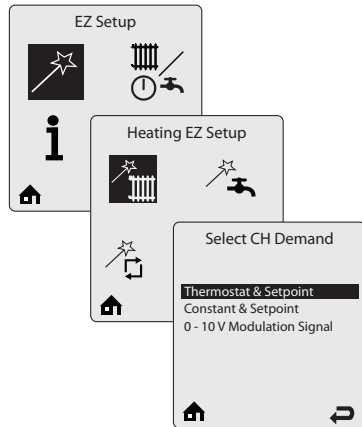 EZ Setup
Heating EZ Setup
Select CH Demand
Thermostat & Setpoint
Constant & Setpoint
0 - 10 V Modulation Signal